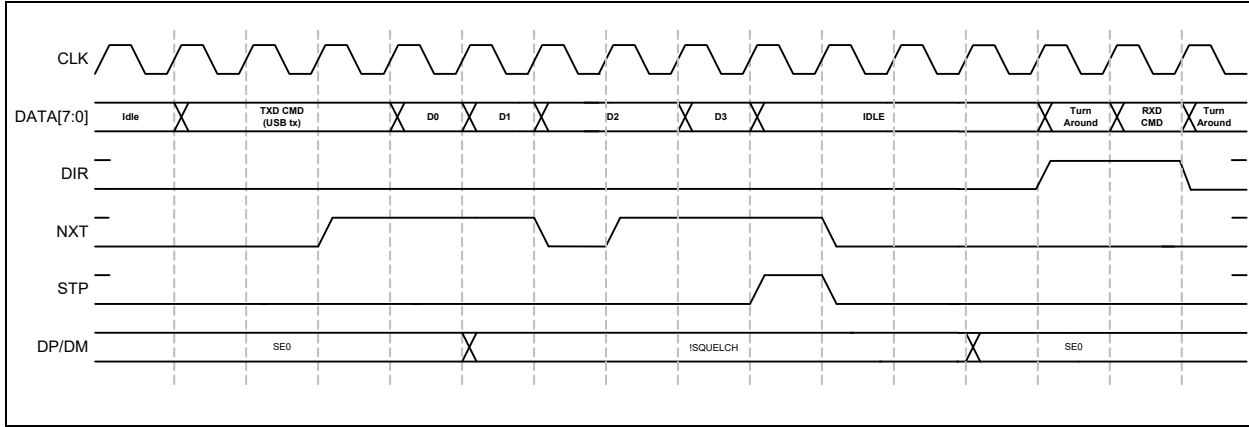 CLK
DATA[7:0]
Idle
TXD CMD
(USB tx)
D0
D1
D2
D3
IDLE
Turn
Around
RXD
CMD
Turn
Around
DIR
NXT
STP
DP/DM
SE0
!SQUELCH
SE0